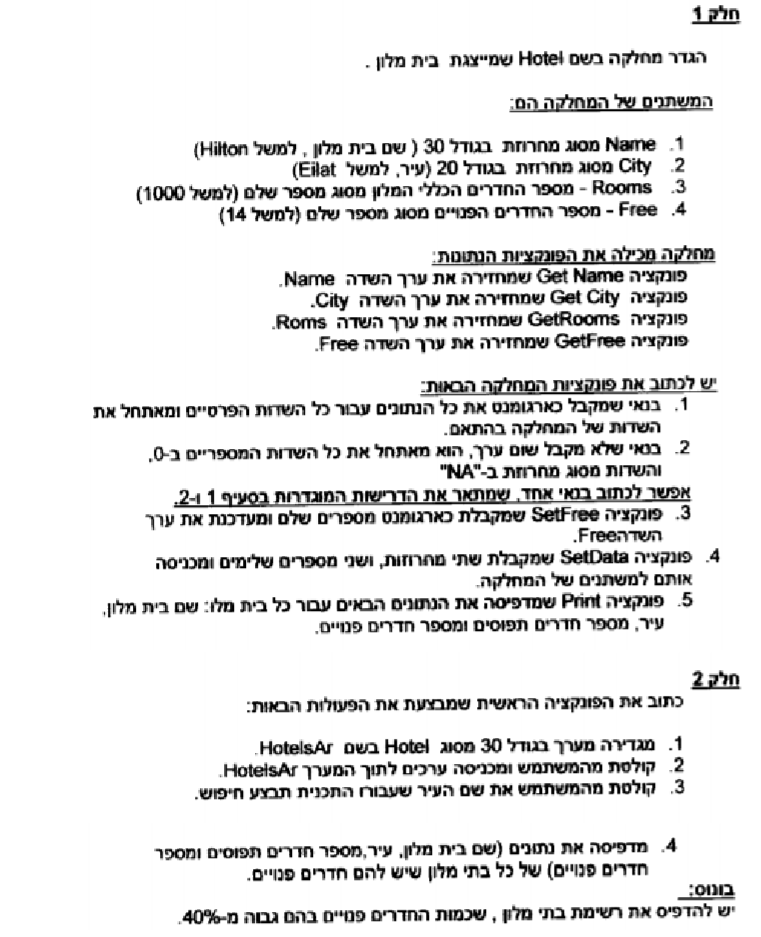 חלק 1
הגדר מחלקה בשם Hotel שמייצגת בית מלון .
המשתנים של המחלקה הם:
1. Name מסוג מחרוזת בגודל 30 ( שם בית מלון , למשל Hilton)
2. City מסוג מחרוזת בגודל 20 (עיר, למשל Eilat)
3. Rooms - מספר החדרים הכללי המלון מסוג מספר שלם (למשל 1000)
4. Free - מספר החדרים הפנויים מסוג מספר שלם (למשל 14)
מחלקה מכילה את הפונקציות הנתונות:
פונקציה Get Name שמחזירה את ערך השדה Name.
פונקציה Get City שמחזירה את ערך השדה City.
פונקציה GetRooms שמחזירה את ערך השדה Roms.
פונקציה GetFree שמחזירה את ערך השדה Free.
יש לכתוב את פונקציות המחלקה הבאות:
1. בנאי שמקבל כארגומנט את כל הנתונים עבור כל השדות הפרטיים ומאתחל את
השדות של המחלקה בהתאם.
2. בנאי שלא מקבל שום ערך, הוא מאתחל את כל השדות המספריים ב-0,
והשדות מסוג מחרוזת ב-"NA"
אפשר לכתוב בנאי אחד, שמתאר את הדרישות המוגדרות בסעיף 1 ו-2.
3. פונקציה SetFree שמקבלת כארגומנט מספרים שלם ומעדכנת את ערך
השדהFree.
4. פונקציה SetData שמקבלת שתי מחרוזות, ושני מספרים שלימים ומכניסה
אותם למשתנים של המחלקה.
5. פונקציה Print שמדפיסה את הנתונים הבאים עבור כל בית מלו: שם בית מלון,
עיר, מספר חדרים תפוסים ומספר חדרים פנויים.
חלק 2
כתוב את הפונקציה הראשית שמבצעת את הפעולות הבאות:
1. מגדירה מערך בגודל 30 מסוג Hotel בשם HotelsAr.
2. קולטת מהמשתמש ומכניסה ערכים לתוך המערך HotelsAr.
3. קולטת מהמשתמש את שם העיר שעבורו התכנית תבצע חיפוש.
4. מדפיסה את נתונים (שם בית מלון, עיר,מספר חדרים תפוסים ומספר
חדרים פנויים) של כל בתי מלון שיש להם חדרים פנויים.
בונוס:
יש להדפיס את רשימת בתי מלון , שכמות החדרים פנויים בהם גבוה מ-40%.